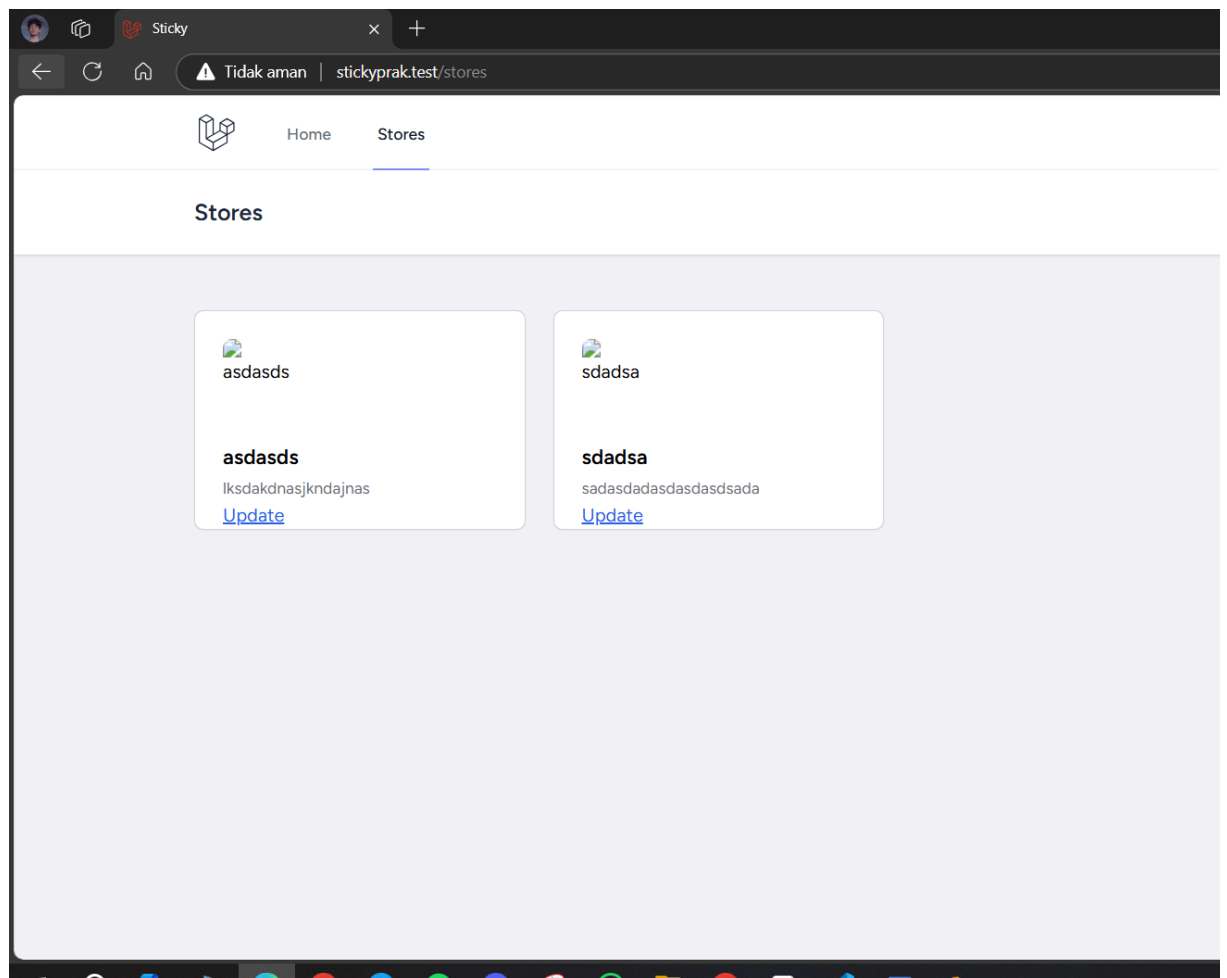 Sticky
Tidak aman | stickyprak.test/stores
Home Stores
Stores
asdasds
sdadsa
asdasds
lksdakdnasjkndajnas
Update
sdadsa
sadasdadasdasdasdsada
Update